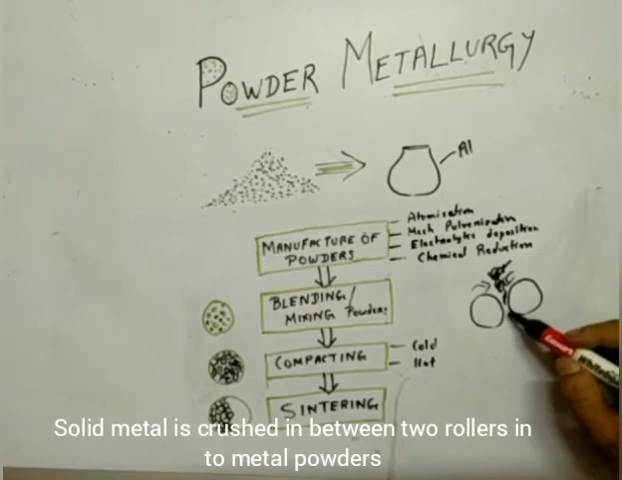 POWDER METALLURGY
Al
Atomisation
Mech Pulverization
Electrolytic deposition
Chemical Reduction
MANUFACTURE OF
POWDERS
BLENDING/
MIXING Powders
COMPACTING
Cold
Hot
SINTERING
Solid metal is crushed in between two rollers in
to metal powders